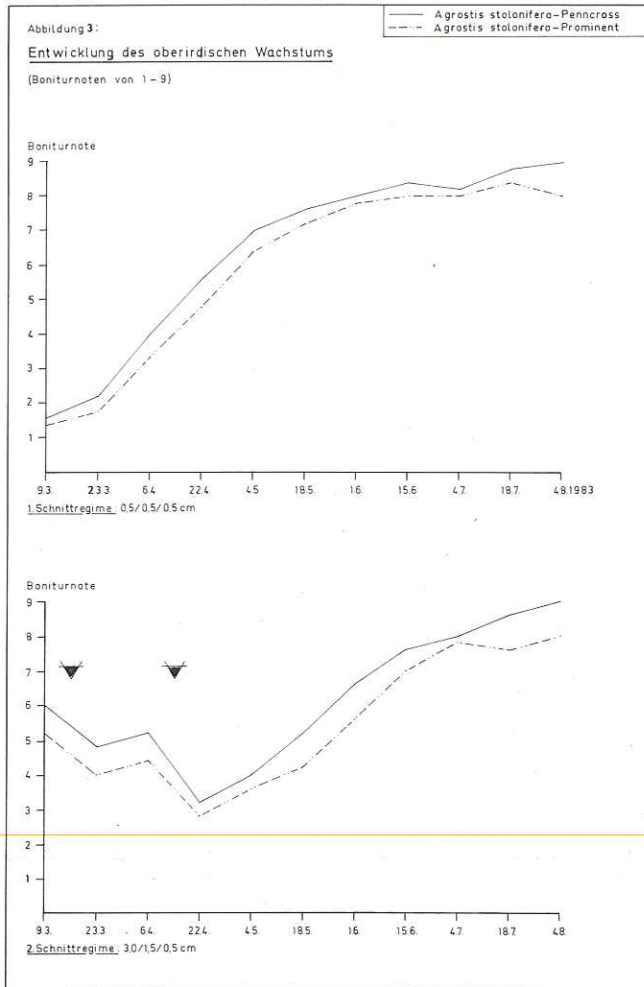 Agrostis stolonifera-Penncross
Agrostis stolonifera-Prominent
Abbildung 3:
Entwicklung des oberirdischen Wachstums
(Boniturnoten von 1-9)
Boniturnote
9
8
7
6
5
4
3
2
1
9.3. 23.3. 6.4. 22.4. 4.5. 18.5. 1.6. 15.6. 4.7. 18.7. 4.8.1983
1.Schnittregime: 0,5/0,5/0,5 cm
Boniturnote
9
8
7
6
5
4
3
2
1
9.3. 23.3. 6.4. 22.4. 4.5. 18.5. 1.6. 15.6. 4.7. 18.7. 4.8.
2.Schnittregime: 3,0/1,5/0,5 cm